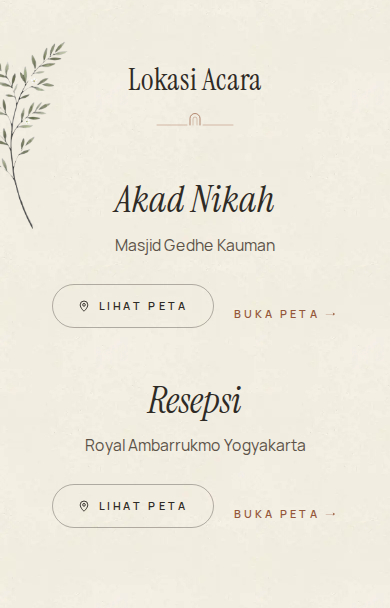 Lokasi Acara
Akad Nikah
Masjid Gedhe Kauman
LIHAT PETA BUKA PETA →
Resepsi
Royal Ambarrukmo Yogyakarta
LIHAT PETA BUKA PETA →